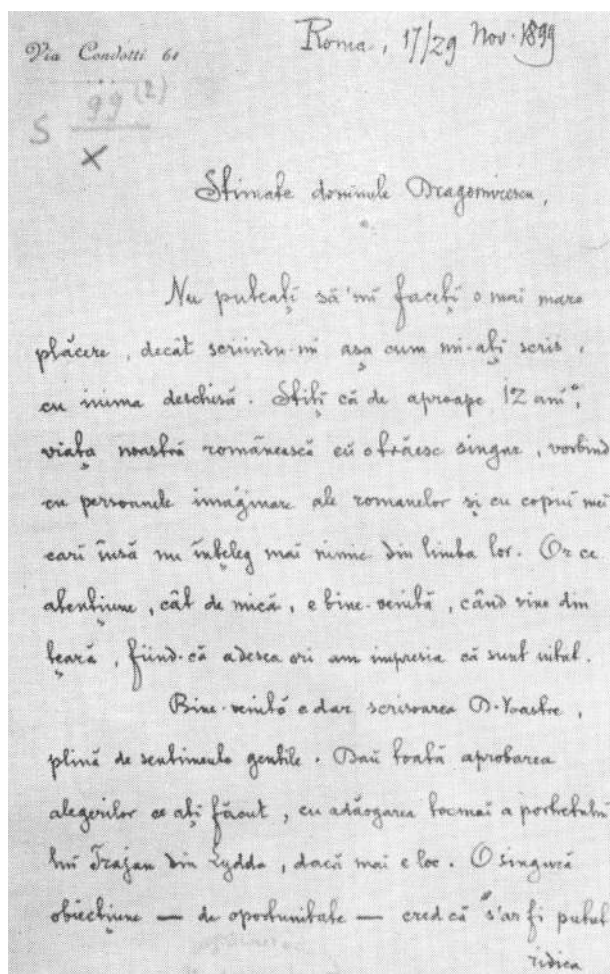 Via Condotti 61
Roma, 17/29 Nov. 1899
99 (2)
S
X
Stimate domnule Dragomirescu,
Nu puteați să 'mi faceți o mai mare
plăcere, decât scriindu-mi așa cum mi-ați scris,
cu inima deschisă. Știți că de aproape 12 ani,
viața noastră românească eŭ o trăesc singur, vorbind
cu persoanele imaginare ale romanelor și cu copiii mei
cari însă nu înțeleg mai nimic din limba lor. Or ce
atențiune, cât de mică, e bine-venită, când vine din
țeară, fiind-că adesea ori am impresia că sunt uitat.
Bine-venită e dar scrisoarea D-Voastre,
plină de sentimente gentile. Daŭ toată aprobarea
alegerilor ce ați făcut, cu adăogarea tocmai a portretului
luĭ Trajan din Lydda, dacă mai e loc. O singură
obiecțiune — de oportunitate — cred că s'ar fi putut
ridica